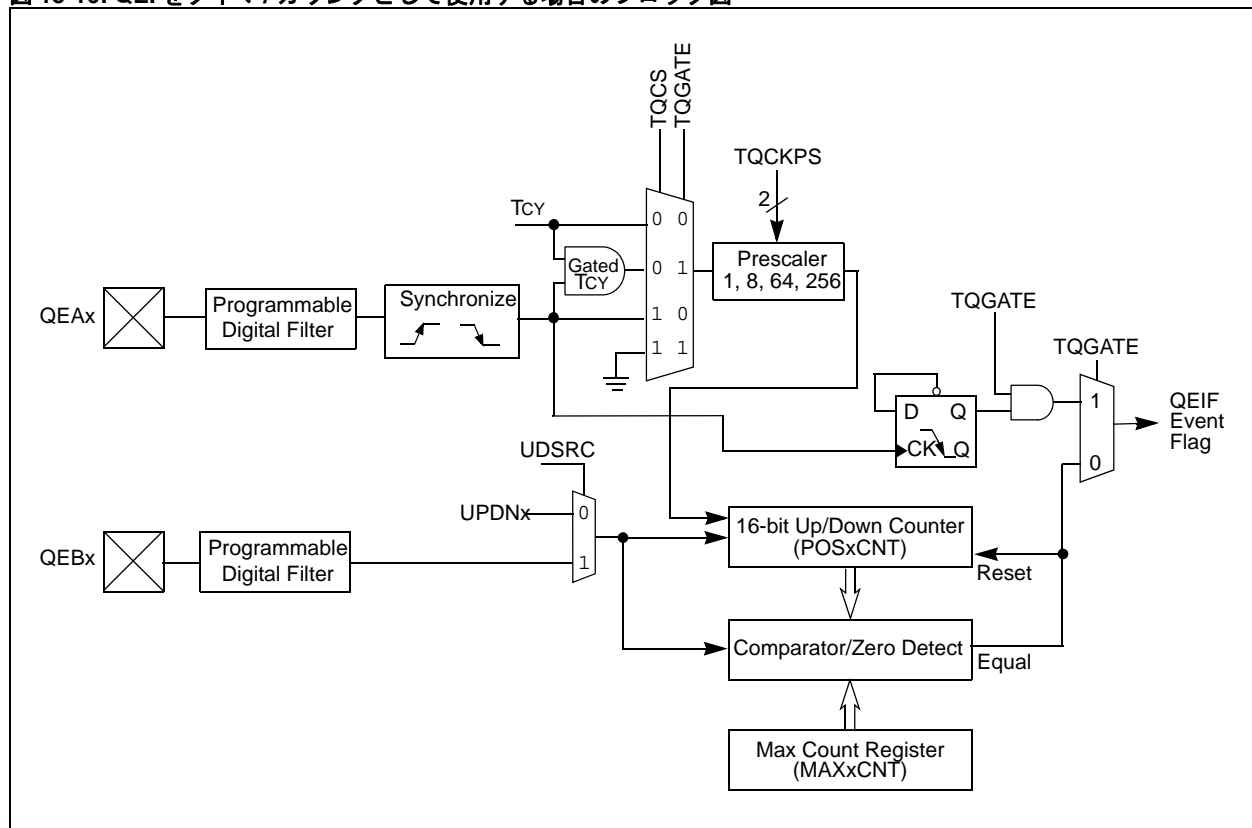 図 QEI をタイマ / カウンタとして使用する場合のブロック図
TQCS
TQGATE
TQCKPS
2
TCY
0 0
Gated
TCY
0 1
1 0
1 1
Prescaler
1, 8, 64, 256
QEAx
Programmable
Digital Filter
Synchronize
TQGATE
TQGATE
D Q
CK Q
1
0
QEIF
Event
Flag
UDSRC
UPDNx
0
1
QEBx
Programmable
Digital Filter
16-bit Up/Down Counter
(POSxCNT)
Reset
Comparator/Zero Detect
Equal
Max Count Register
(MAXxCNT)